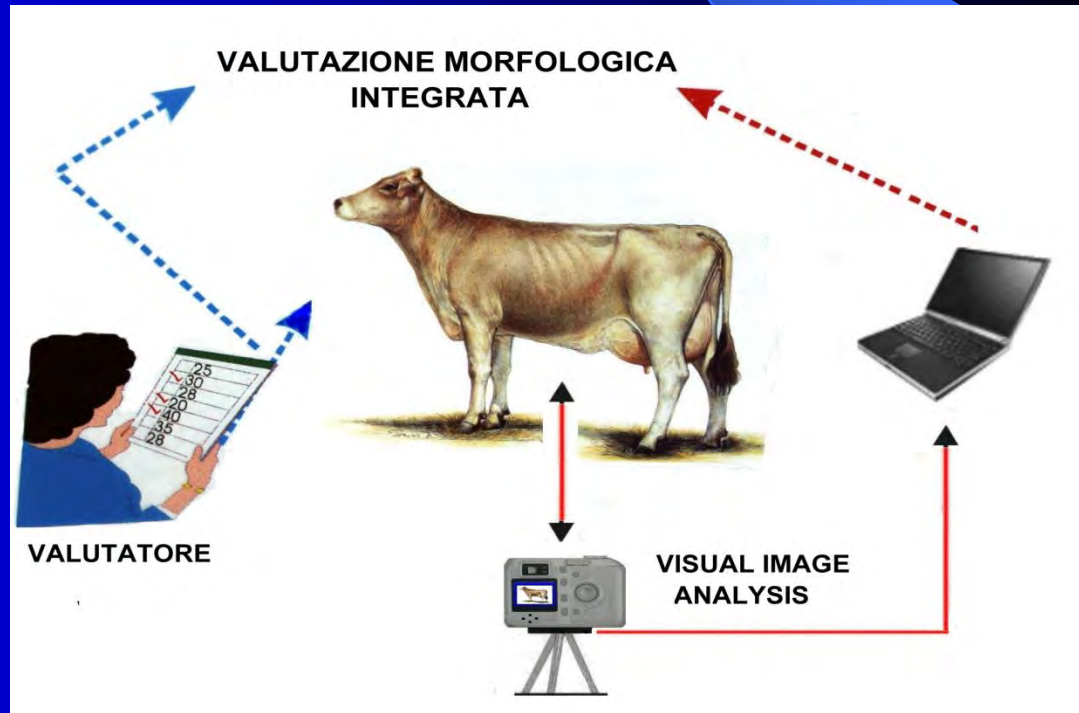 VALUTAZIONE MORFOLOGICA
INTEGRATA
25
30
28
20
40
35
28
VALUTATORE
VISUAL IMAGE
ANALYSIS